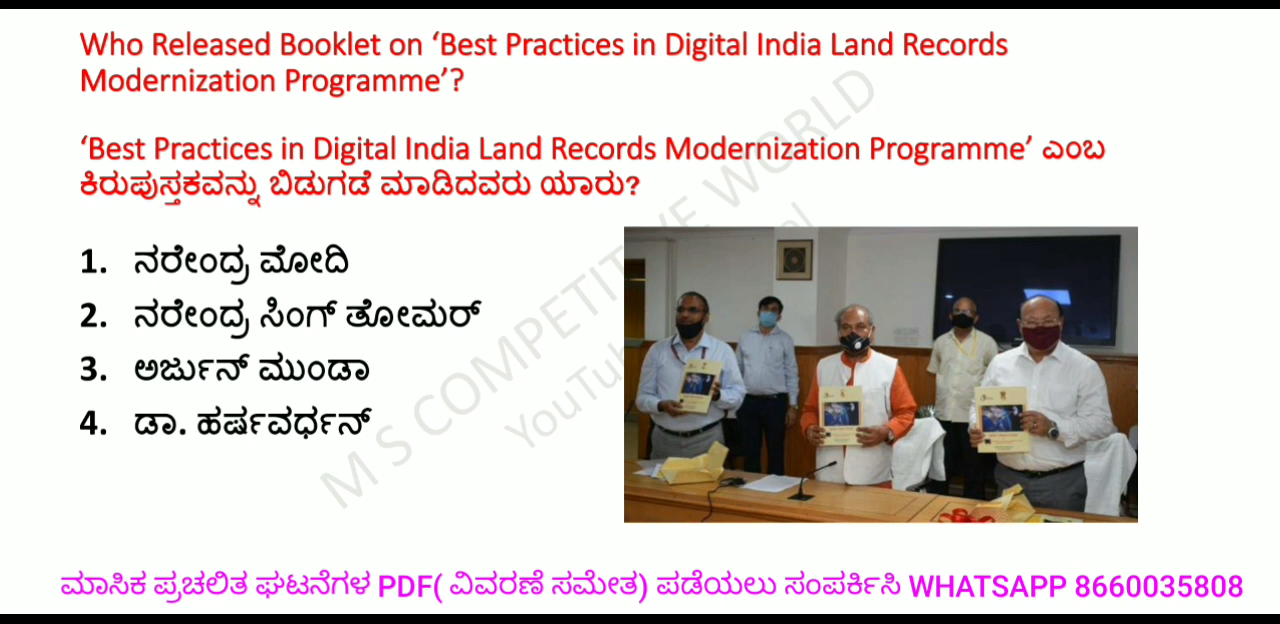 Who Released Booklet on ‘Best Practices in Digital India Land Records
Modernization Programme’?
‘Best Practices in Digital India Land Records Modernization Programme’ ಎಂಬ
ಕಿರುಪುಸ್ತಕವನ್ನು ಬಿಡುಗಡೆ ಮಾಡಿದವರು ಯಾರು?
1. ನರೇಂದ್ರ ಮೋದಿ
2. ನರೇಂದ್ರ ಸಿಂಗ್ ತೋಮರ್
3. ಅರ್ಜುನ್ ಮುಂಡಾ
4. ಡಾ. ಹರ್ಷವರ್ಧನ್
M S COMPETITIVE WORLD
YouTu
ಮಾಸಿಕ ಪ್ರಚಲಿತ ಘಟನೆಗಳ PDF( ವಿವರಣೆ ಸಮೇತ) ಪಡೆಯಲು ಸಂಪರ್ಕಿಸಿ WHATSAPP 8660035808